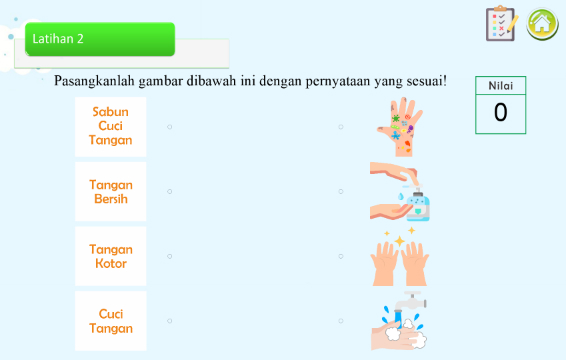 Latihan 2
Pasangkanlah gambar dibawah ini dengan pernyataan yang sesuai!
Nilai
0
Sabun
Cuci
Tangan
Tangan
Bersih
Tangan
Kotor
Cuci
Tangan